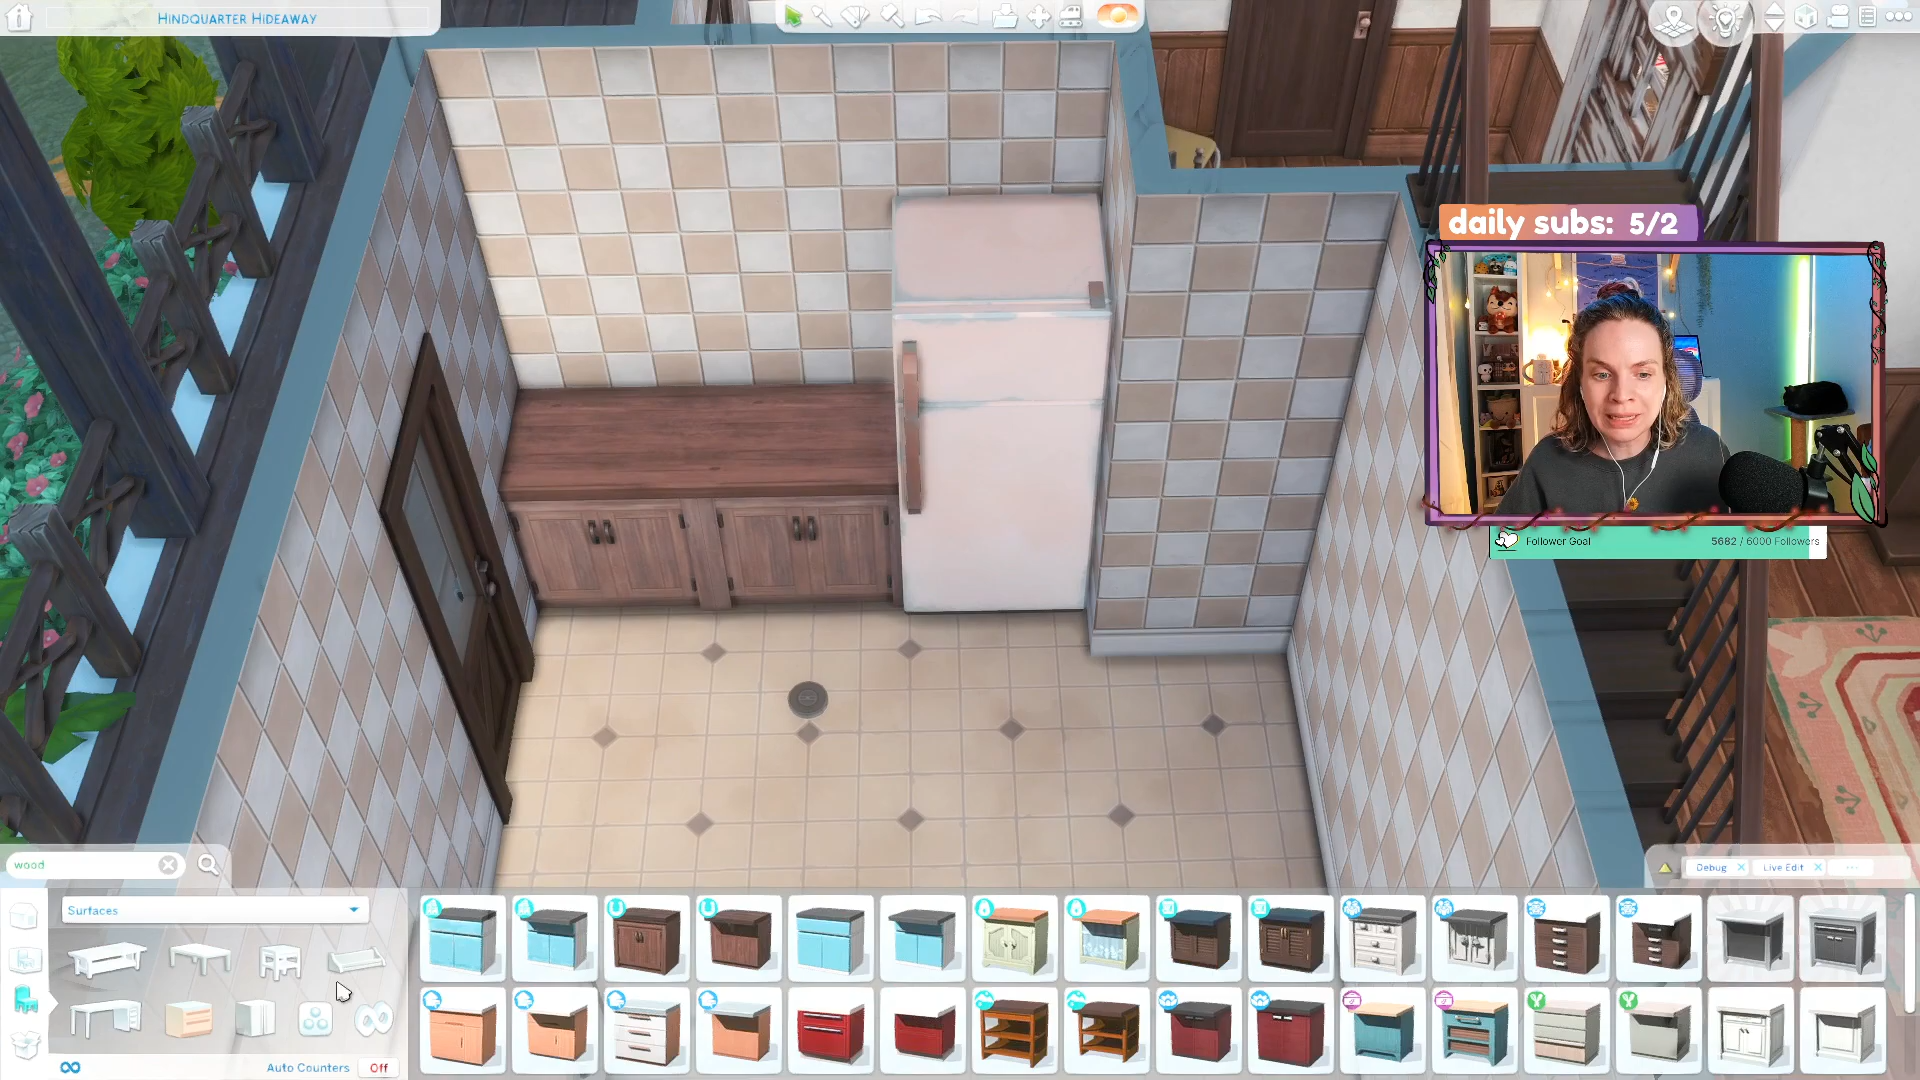 HINDQUARTER HIDEAWAY
daily subs: 5/2
Follower Goal 5682 / 6000 Followers
wood
Debug
Live Edit
Surfaces
Auto Counters Off